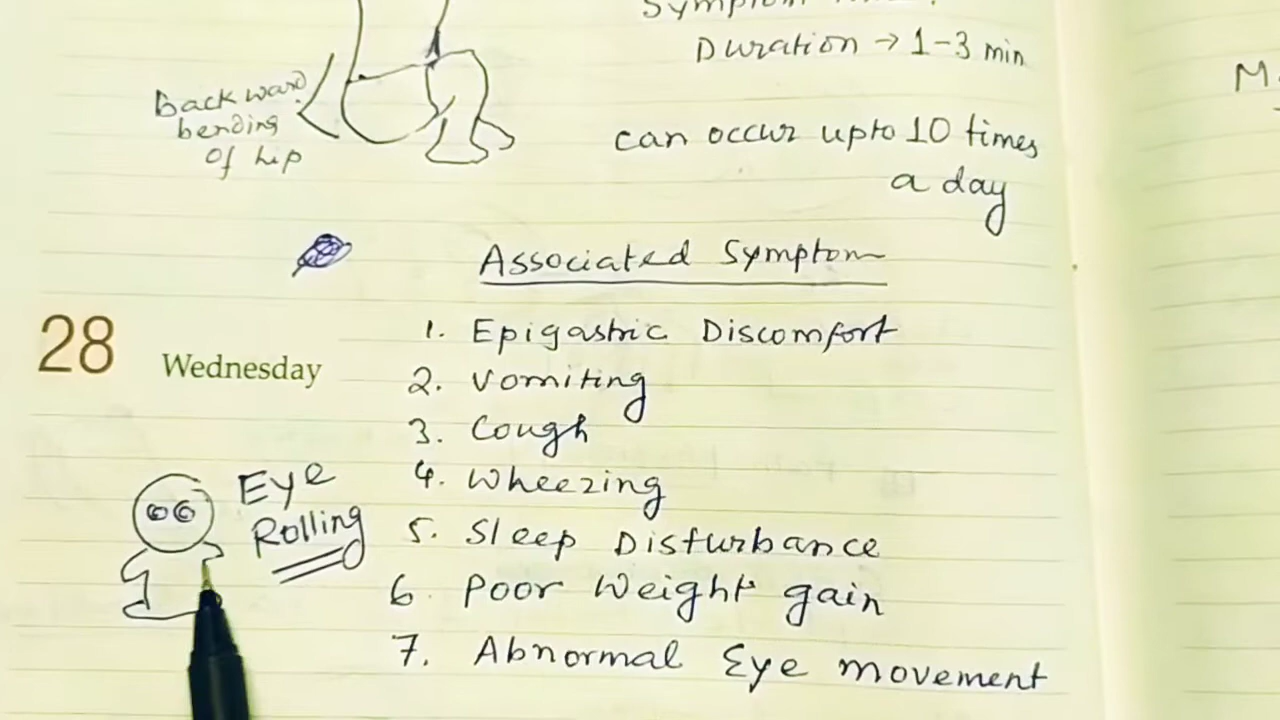 Duration → 1-3 min
Backward
bending
of hip
can occur upto 10 times
a day
Associated Symptom
28 Wednesday
1. Epigastric Discomfort
2. Vomiting
3. Cough
4. Wheezing
5. Sleep Disturbance
6 Poor Weight gain
7. Abnormal Eye movement
Eye
Rolling